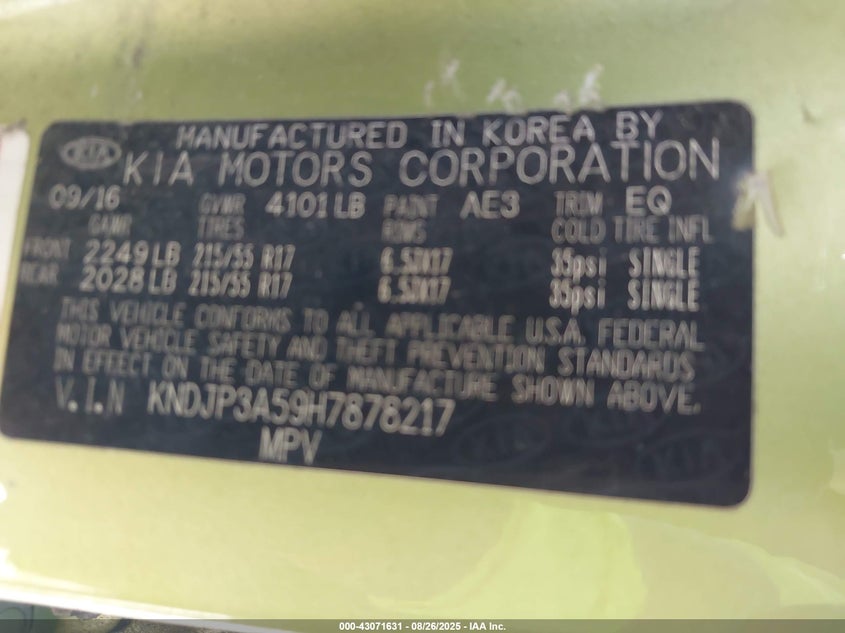 MANUFACTURED IN KOREA BY
KIA KIA MOTORS CORPORATION
09/16 GVWR 4101LB PAINT AE3 TRIM EQ
GAWR TIRES RIMS COLD TIRE INFL
FRONT 2249LB 215/55 R17 6.5JX17 35psi SINGLE
REAR 2028LB 215/55 R17 6.5JX17 35psi SINGLE
THIS VEHICLE CONFORMS TO ALL APPLICABLE U.S.A. FEDERAL
MOTOR VEHICLE SAFETY AND THEFT PREVENTION STANDARDS
IN EFFECT ON THE DATE OF MANUFACTURE SHOWN ABOVE.
V.I.N KNDJP3A59H7878217
MPV
000-43071631 - 08/26/2025 - IAA Inc.